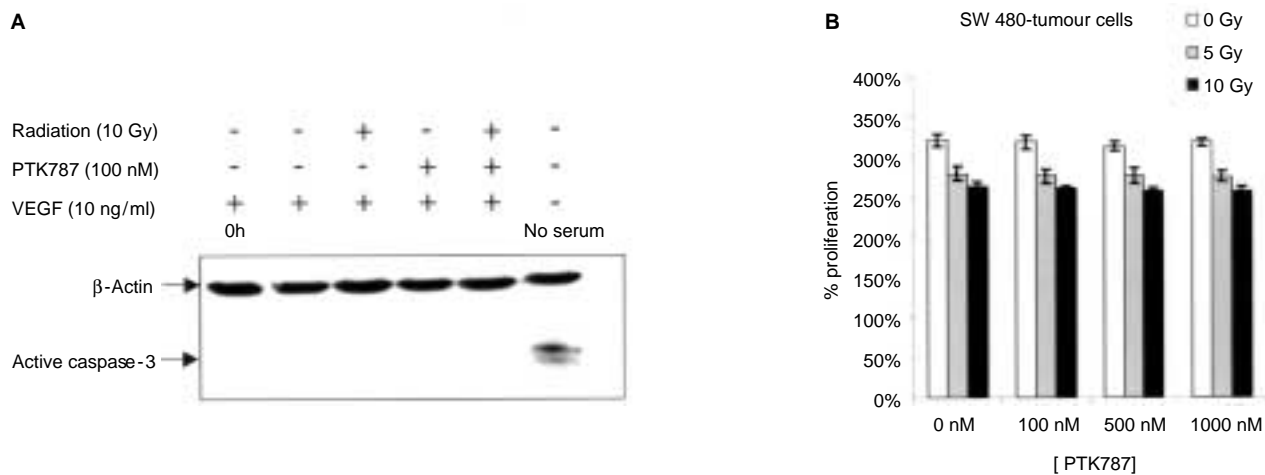 A
Radiation (10 Gy) - - + - + -
PTK787 (100 nM) - - - + + -
VEGF (10 ng/ml) + + + + + -
0h No serum
β-Actin
Active caspase-3
B
SW 480-tumour cells
0 Gy
5 Gy
10 Gy
% proliferation
400%
350%
300%
250%
200%
150%
100%
50%
0%
0 nM 100 nM 500 nM 1000 nM
[ PTK787]